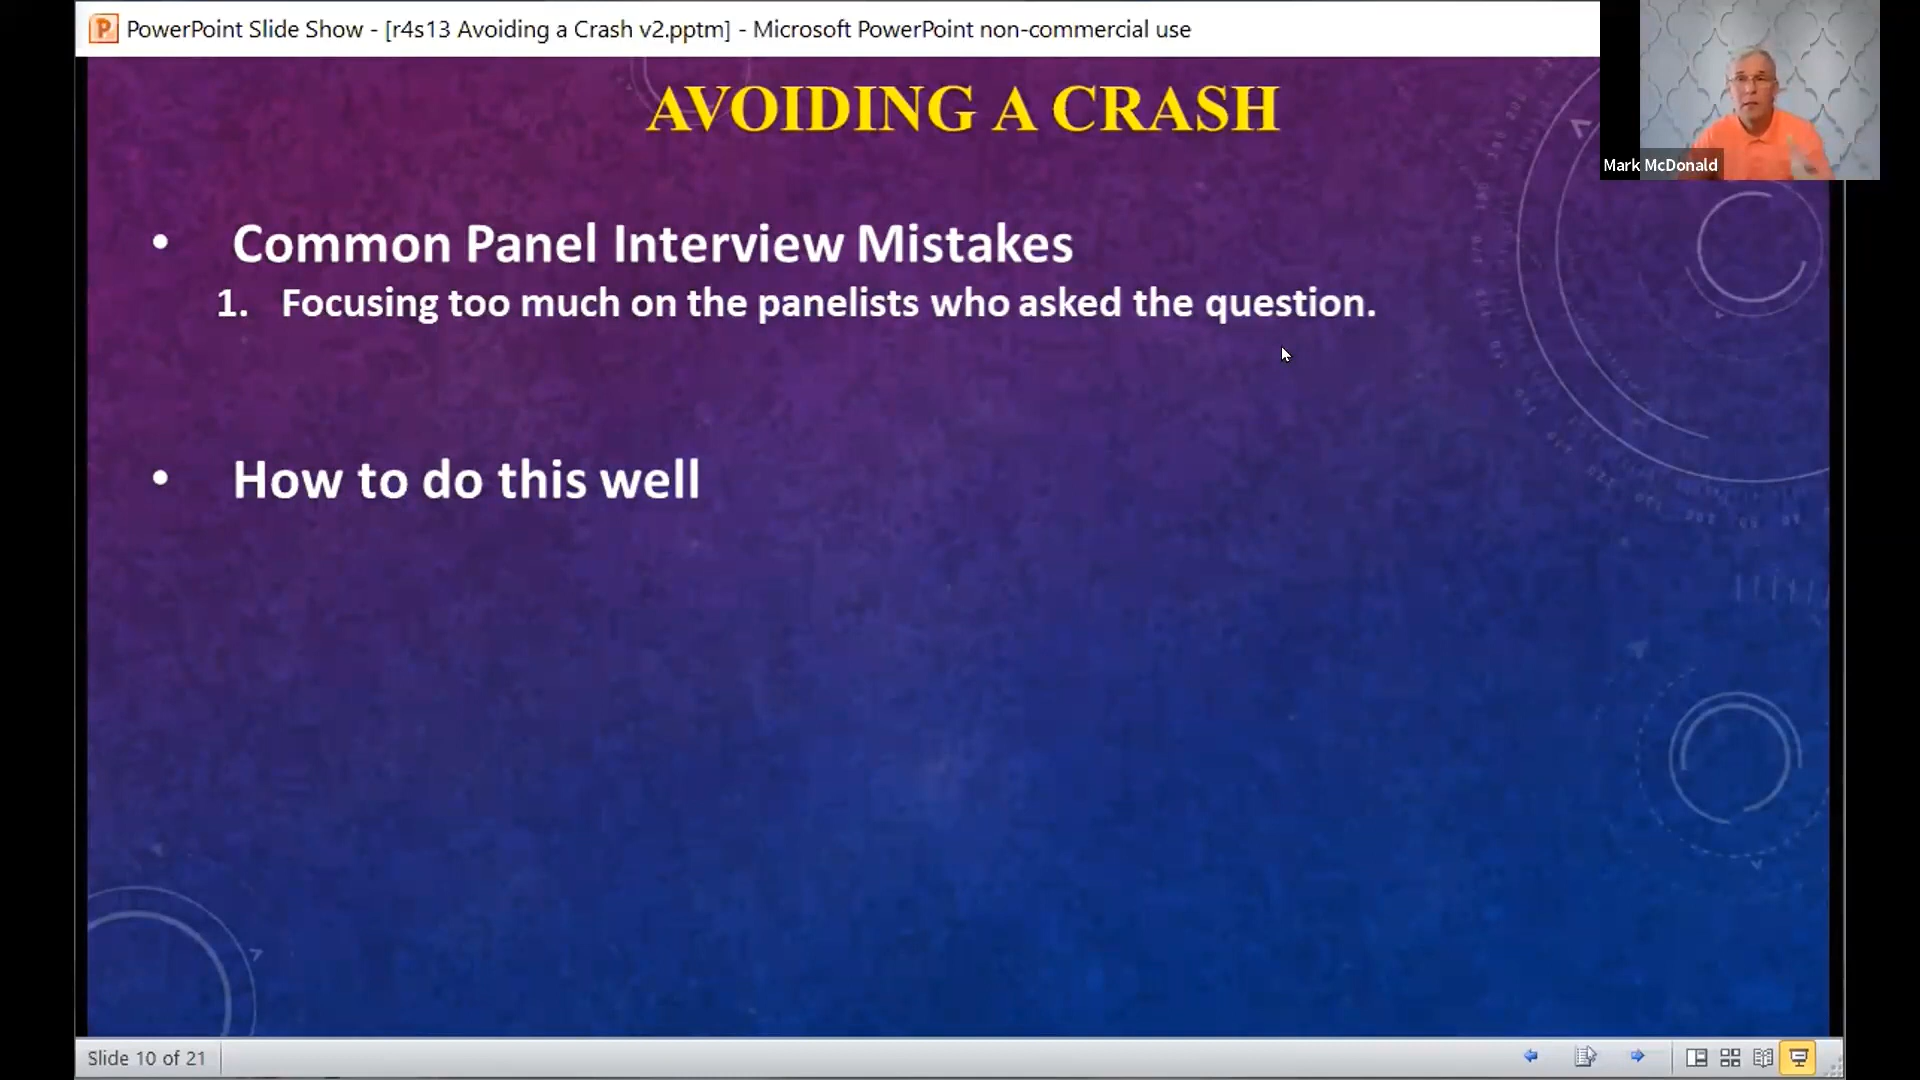 PowerPoint Slide Show - [r4s13 Avoiding a Crash v2.pptm] - Microsoft PowerPoint non-commercial use
Mark McDonald
AVOIDING A CRASH
• Common Panel Interview Mistakes
1. Focusing too much on the panelists who asked the question.
• How to do this well
Slide 10 of 21